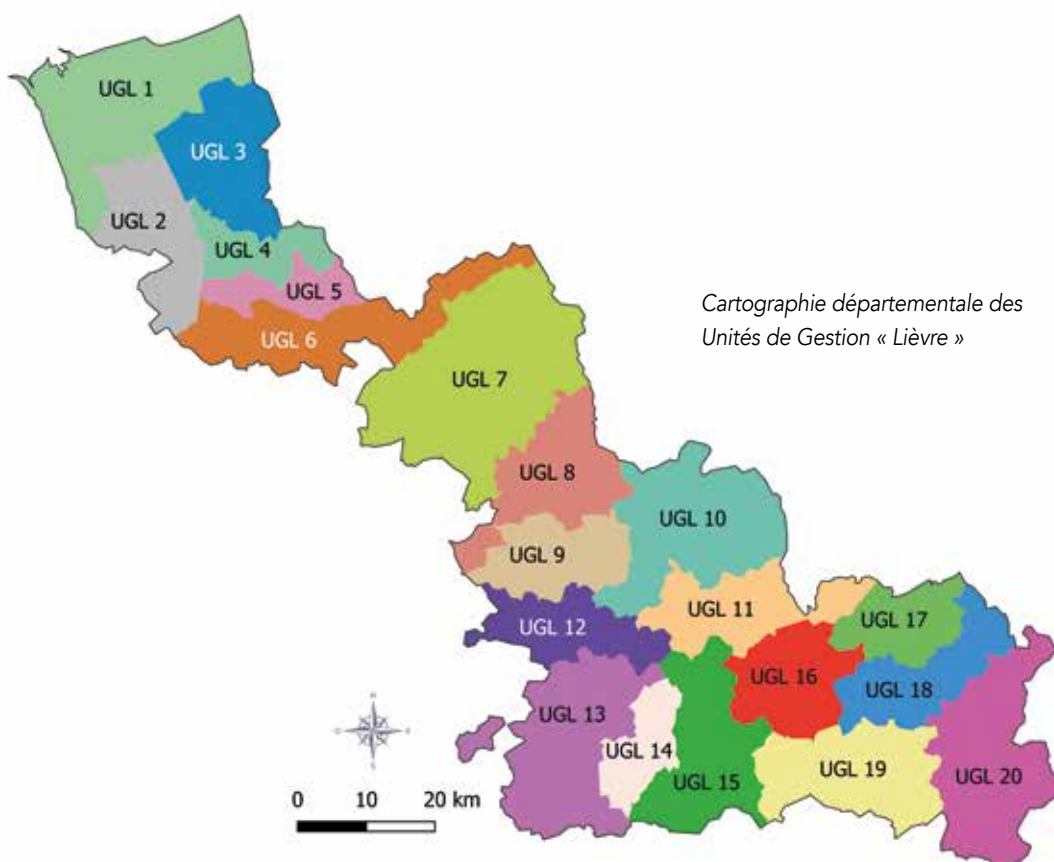 UGL 1
UGL 3
UGL 2
UGL 4
UGL 5
UGL 6
Cartographie départementale des
Unités de Gestion « Lièvre »
UGL 7
UGL 8
UGL 10
UGL 9
UGL 11
UGL 12
UGL 17
UGL 16
UGL 18
UGL 13
UGL 14
UGL 15
UGL 19
UGL 20
0 10 20 km